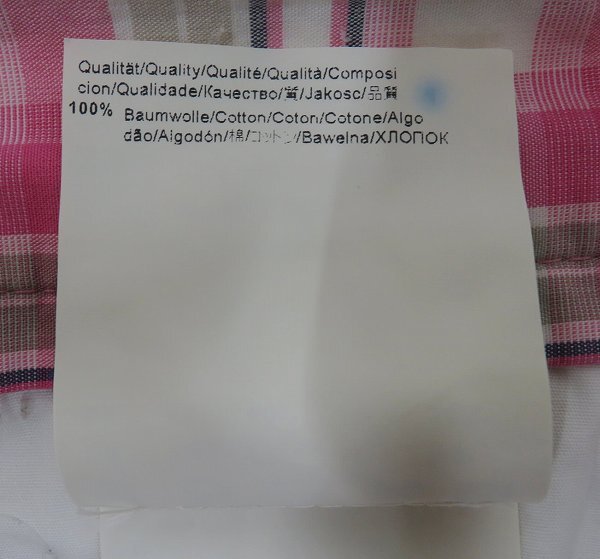 Qualität/Quality/Qualité/Qualità/Composi
cion/Qualidade/Качество/質/Jakosc/品質
100% Baumwolle/Cotton/Coton/Cotone/Algo
dão/Algodón/棉/コットン/Bawelna/ХЛОПОК